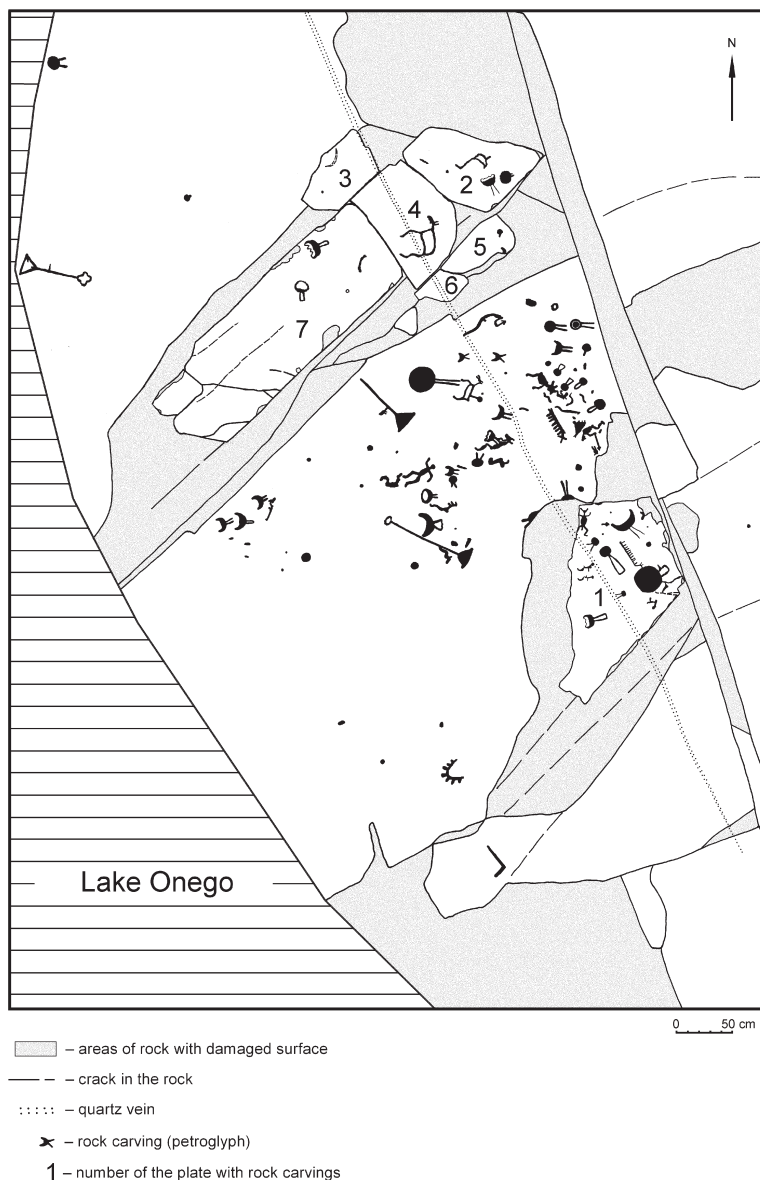 N
3
2
4
5
6
7
1
Lake Onego
0 50 cm
– areas of rock with damaged surface
– crack in the rock
– quartz vein
– rock carving (petroglyph)
1 – number of the plate with rock carvings